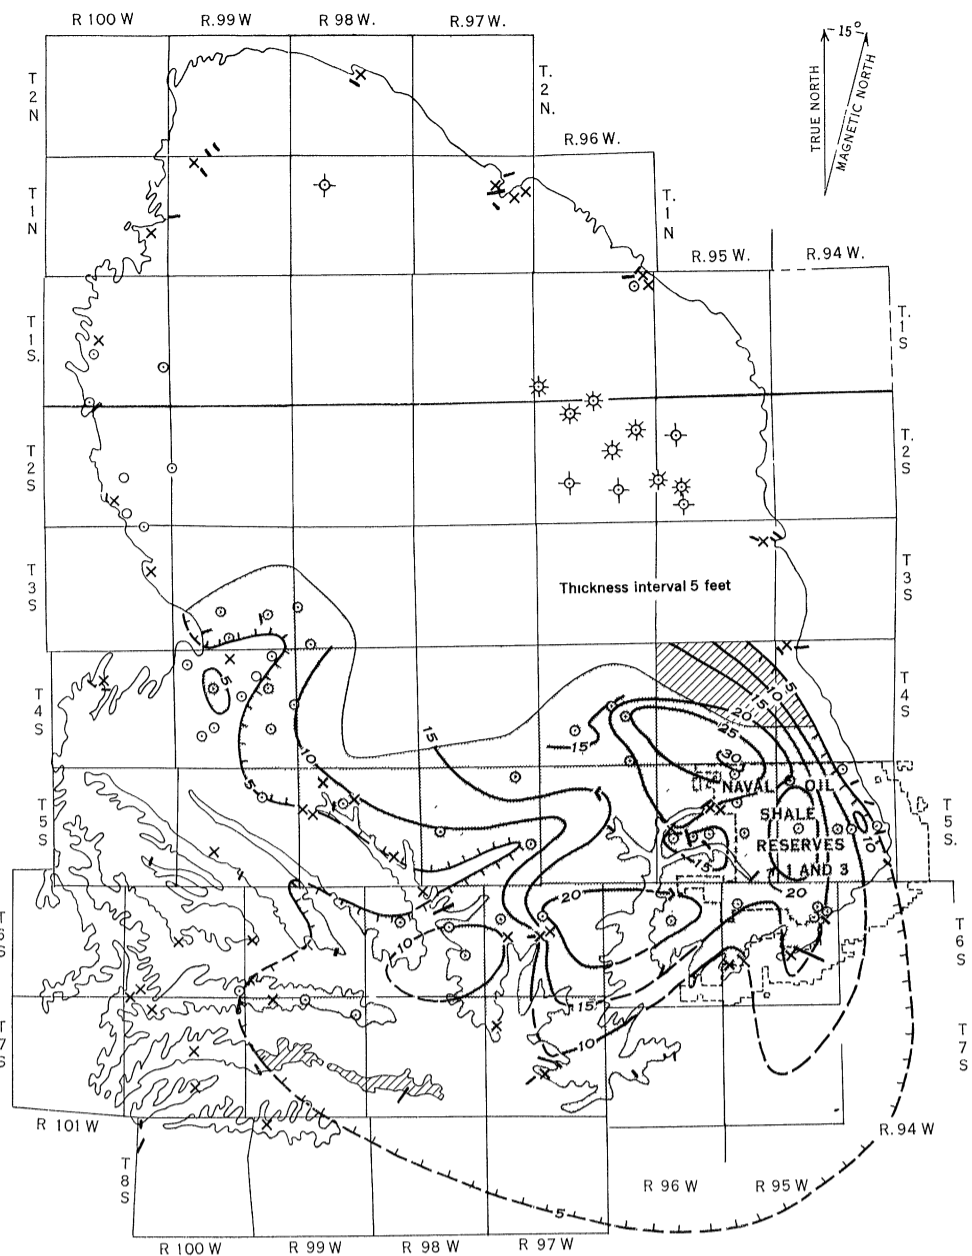 R 100 W R.99 W R 98 W. R.97 W.
15°
TRUE NORTH
MAGNETIC NORTH
T 2 N
T. 2 N.
R.96 W.
T 1 N
T. 1 N
R.95 W. R.94 W.
T 1 S.
T. 1 S
T 2 S
T. 2 S
Thickness interval 5 feet
T 3 S
T 3 S
T 4 S
T 4 S
5
5
10
15
20
25
30
15
15
10
NAVAL OIL
SHALE
RESERVES
1 AND 3
T 5 S
T 5 S.
5
10
15
20
20
10
T 6 S
15
10
T 7 S
R 101 W
R.94 W
T 8 S
R 96 W R 95 W
5
R 100 W R 99 W R 98 W R 97 W